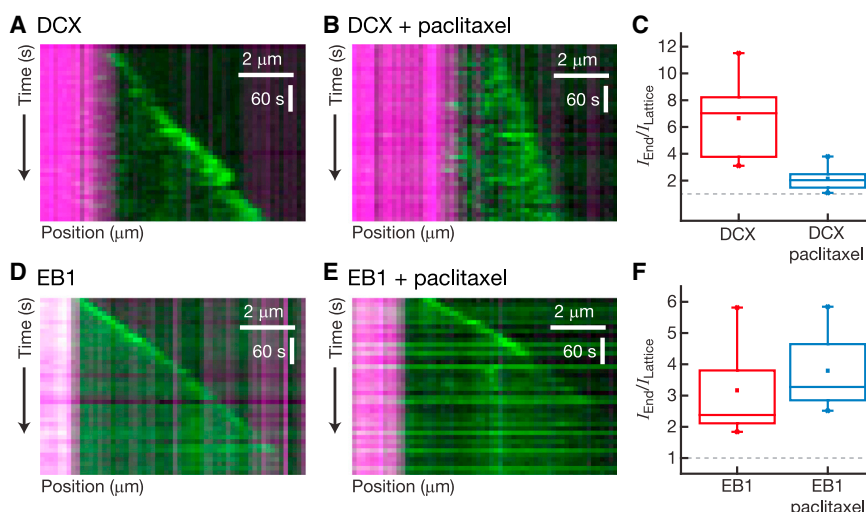 A DCX
B DCX + paclitaxel
C
Time (s)
2 μm
60 s
Position (μm)
Time (s)
2 μm
60 s
Position (μm)
I_End/I_Lattice
12
10
8
6
4
2
DCX
DCX
paclitaxel
D EB1
E EB1 + paclitaxel
F
Time (s)
2 μm
60 s
Position (μm)
Time (s)
2 μm
60 s
Position (μm)
I_End/I_Lattice
6
5
4
3
2
1
EB1
EB1
paclitaxel